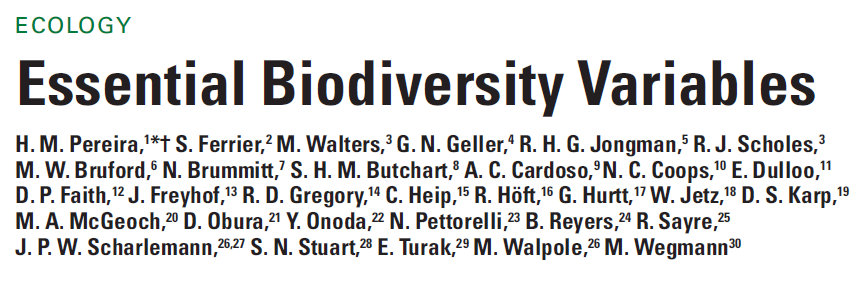 ECOLOGY
Essential Biodiversity Variables
H. M. Pereira,¹*† S. Ferrier,² M. Walters,³ G. N. Geller,⁴ R. H. G. Jongman,⁵ R. J. Scholes,³
M. W. Bruford,⁶ N. Brummitt,⁷ S. H. M. Butchart,⁸ A. C. Cardoso,⁹ N. C. Coops,¹⁰ E. Dulloo,¹¹
D. P. Faith,¹² J. Freyhof,¹³ R. D. Gregory,¹⁴ C. Heip,¹⁵ R. Höft,¹⁶ G. Hurtt,¹⁷ W. Jetz,¹⁸ D. S. Karp,¹⁹
M. A. McGeoch,²⁰ D. Obura,²¹ Y. Onoda,²² N. Pettorelli,²³ B. Reyers,²⁴ R. Sayre,²⁵
J. P. W. Scharlemann,²⁶,²⁷ S. N. Stuart,²⁸ E. Turak,²⁹ M. Walpole,²⁶ M. Wegmann³⁰